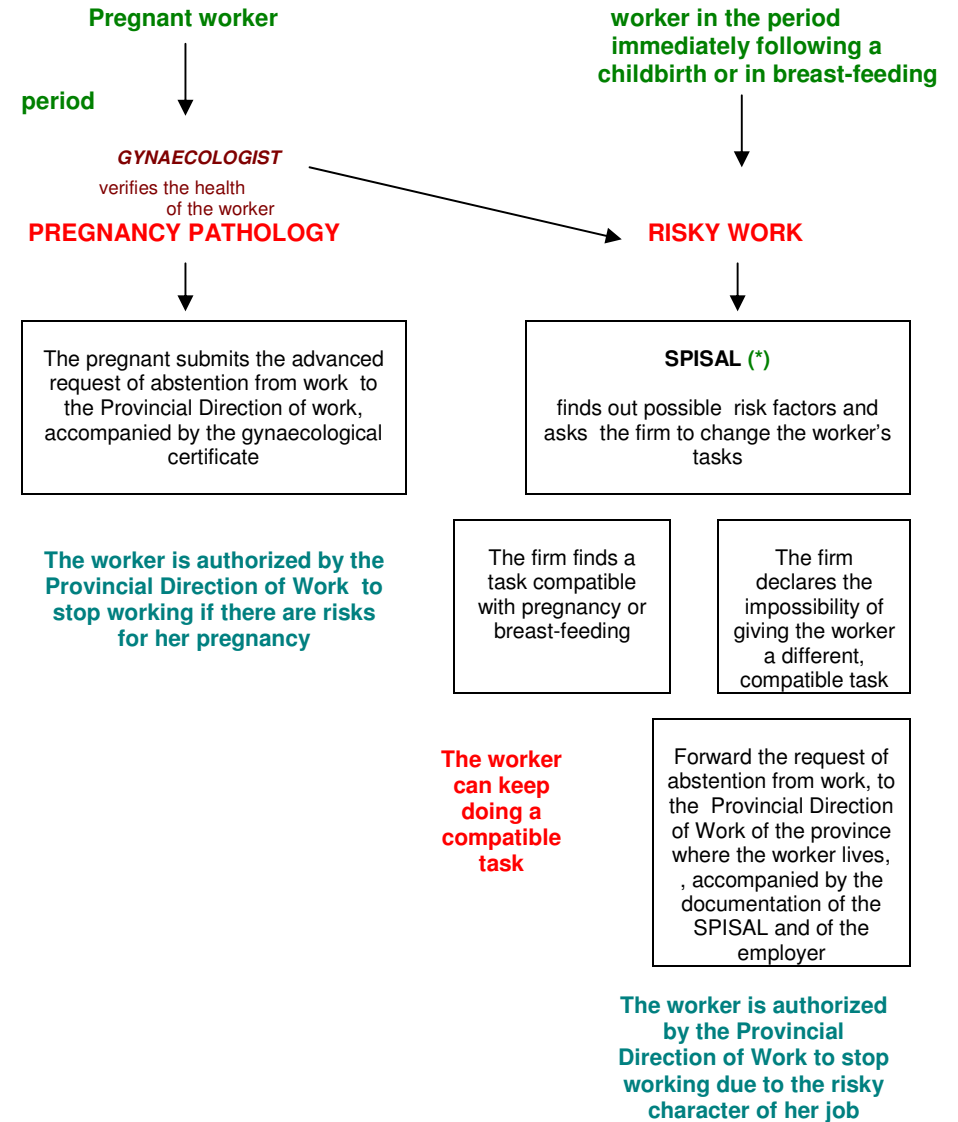 Pregnant worker
period
GYNAECOLOGIST
verifies the health
of the worker
PREGNANCY PATHOLOGY
The pregnant submits the advanced
request of abstention from work to
the Provincial Direction of work,
accompanied by the gynaecological
certificate
The worker is authorized by the
Provincial Direction of Work to
stop working if there are risks
for her pregnancy
worker in the period
immediately following a
childbirth or in breast-feeding
RISKY WORK
SPISAL (*)
finds out possible risk factors and
asks the firm to change the worker's
tasks
The firm finds a
task compatible
with pregnancy or
breast-feeding
The firm
declares the
impossibility of
giving the worker
a different,
compatible task
The worker
can keep
doing a
compatible
task
Forward the request of
abstention from work, to
the Provincial Direction
of Work of the province
where the worker lives,
, accompanied by the
documentation of the
SPISAL and of the
employer
The worker is authorized
by the Provincial
Direction of Work to stop
working due to the risky
character of her job